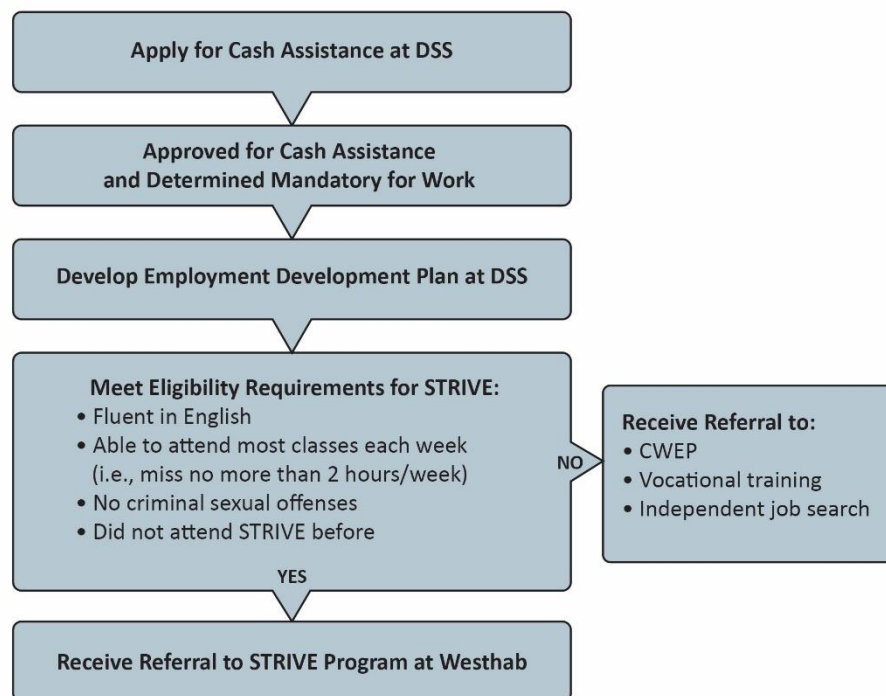 Apply for Cash Assistance at DSS
Approved for Cash Assistance
and Determined Mandatory for Work
Develop Employment Development Plan at DSS
Meet Eligibility Requirements for STRIVE:
• Fluent in English
• Able to attend most classes each week
(i.e., miss no more than 2 hours/week)
• No criminal sexual offenses
• Did not attend STRIVE before
NO
Receive Referral to:
• CWEP
• Vocational training
• Independent job search
YES
Receive Referral to STRIVE Program at Westhab